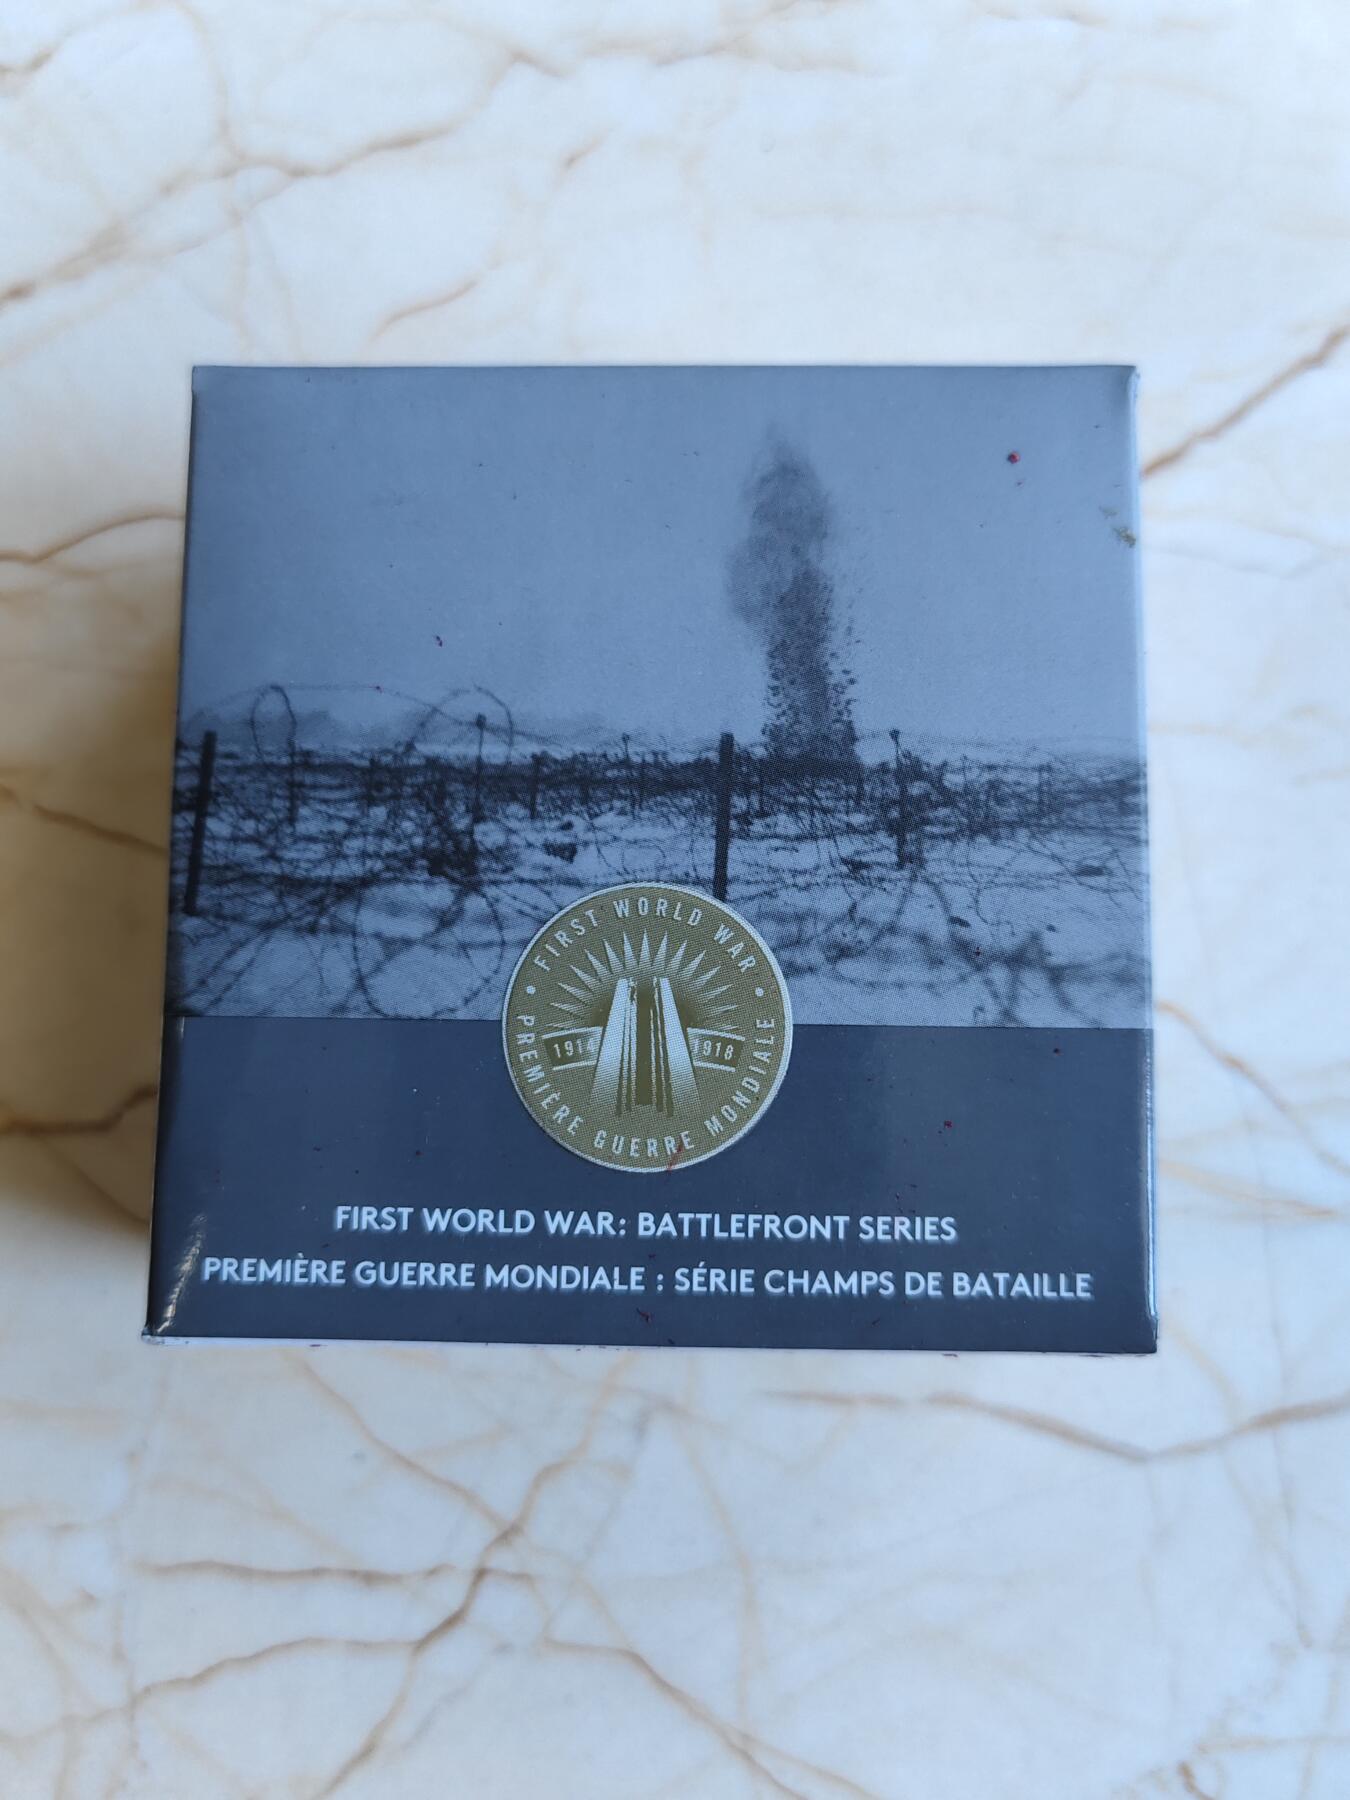 • FIRST WORLD WAR •
1914 1918
PREMIÈRE GUERRE MONDIALE
FIRST WORLD WAR: BATTLEFRONT SERIES
PREMIÈRE GUERRE MONDIALE : SÉRIE CHAMPS DE BATAILLE